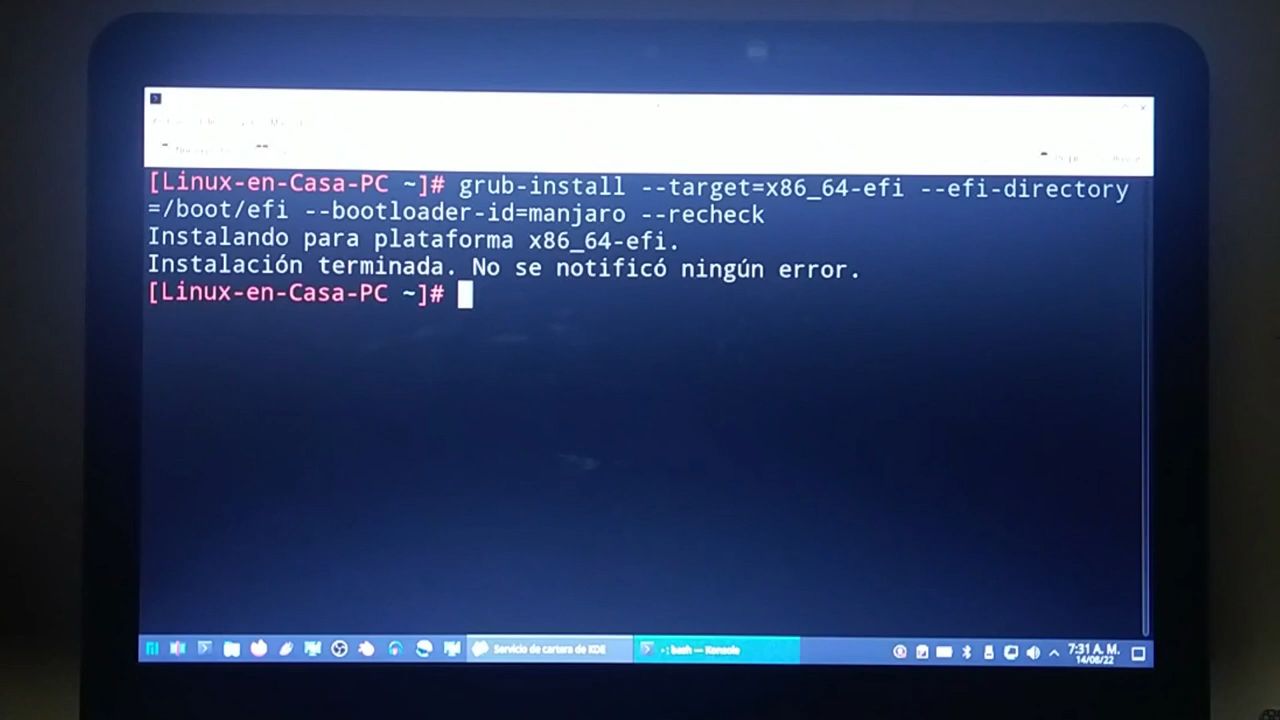 [Linux-en-Casa-PC ~]# grub-install --target=x86_64-efi --efi-directory
=/boot/efi --bootloader-id=manjaro --recheck
Instalando para plataforma x86_64-efi.
Instalación terminada. No se notificó ningún error.
[Linux-en-Casa-PC ~]#
Servicio de cartera de KDE
~ : bash — Konsole
7:31 A. M.
14/08/22